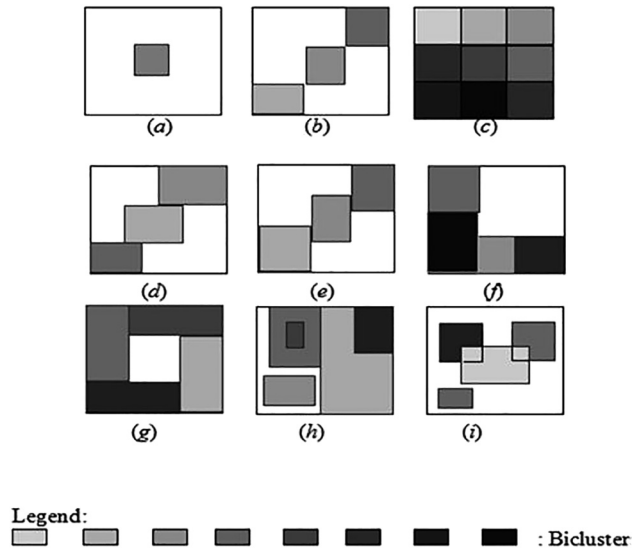 (a) (b) (c)
(d) (e) (f)
(g) (h) (i)
Legend:
: Bicluster